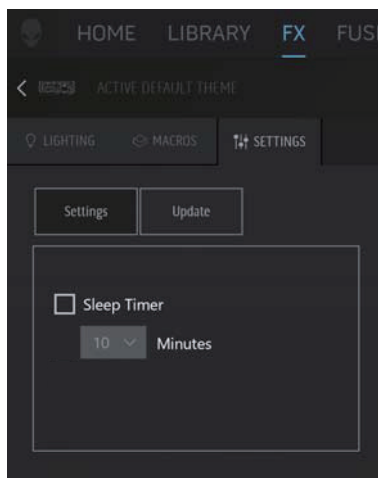 HOME LIBRARY FX FUS
ACTIVE DEFAULT THEME
LIGHTING MACROS SETTINGS
Settings Update
Sleep Timer
10 Minutes